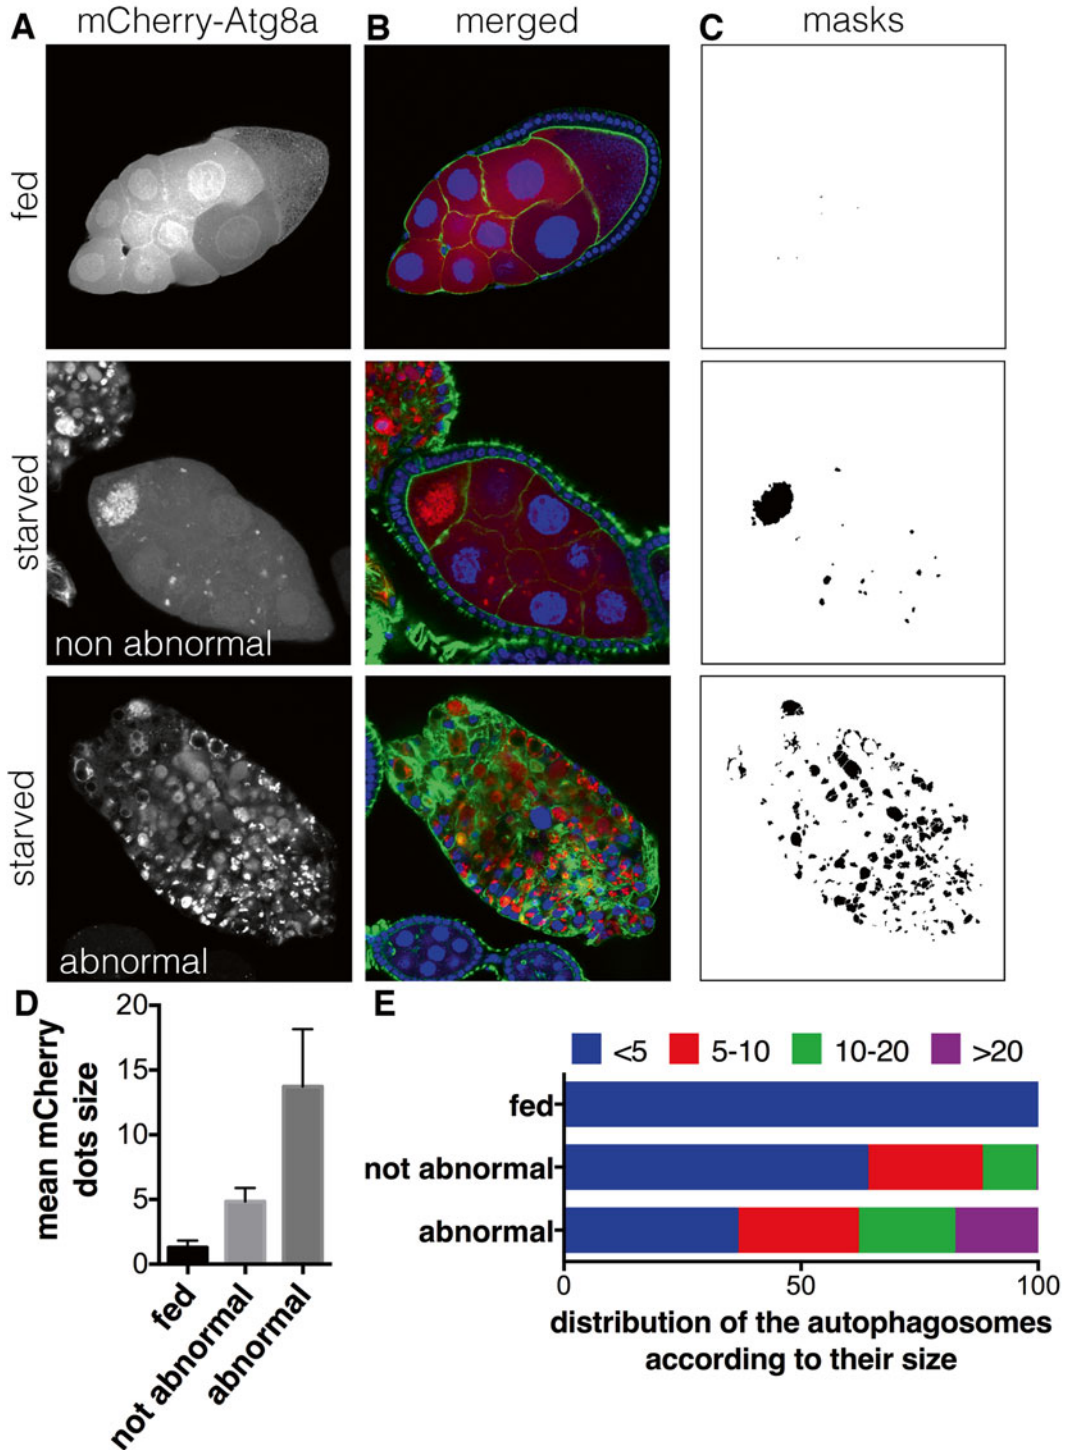 A mCherry-Atg8a
B merged
C masks
fed
starved
non abnormal
starved
abnormal
D
mean mCherry
dots size
20
15
10
5
0
fed
not abnormal
abnormal
E
<5 5-10 10-20 >20
fed
not abnormal
abnormal
0 50 100
distribution of the autophagosomes
according to their size